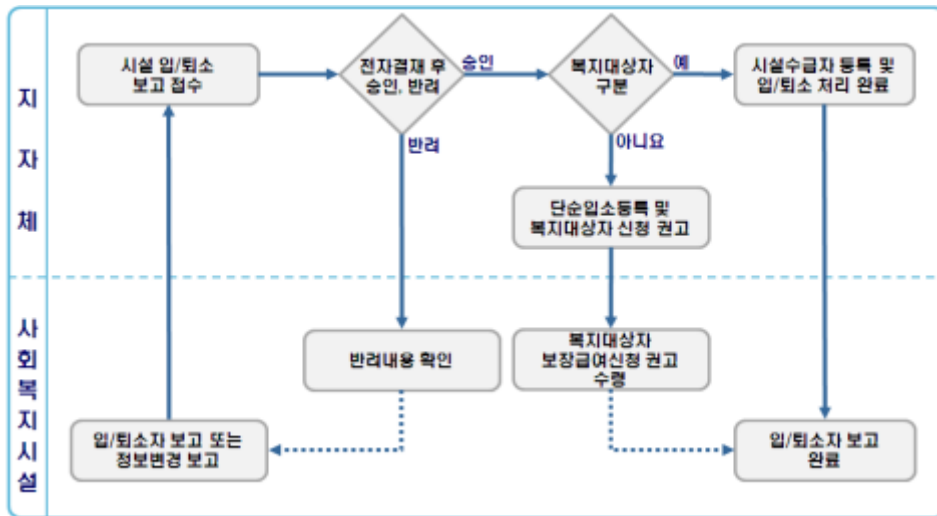 지자체
시설 입/퇴소
보고 접수
전자결재 후
승인, 반려
승인
복지대상자
구분
예
시설수급자 등록 및
입/퇴소 처리 완료
반려
아니요
단순입소등록 및
복지대상자 신청 권고
사회복지시설
반려내용 확인
복지대상자
보장급여신청 권고
수령
입/퇴소자 보고 또는
정보변경 보고
입/퇴소자 보고
완료